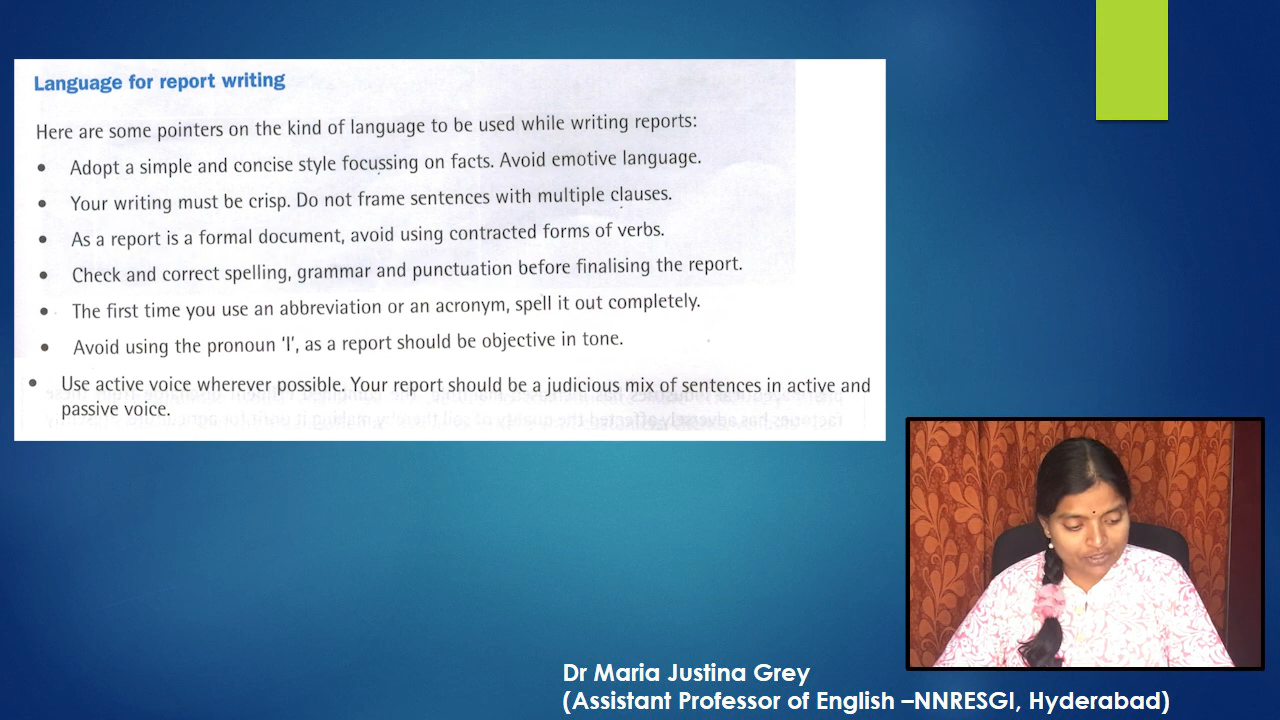 Language for report writing
Here are some pointers on the kind of language to be used while writing reports:
• Adopt a simple and concise style focussing on facts. Avoid emotive language.
• Your writing must be crisp. Do not frame sentences with multiple clauses.
• As a report is a formal document, avoid using contracted forms of verbs.
• Check and correct spelling, grammar and punctuation before finalising the report.
• The first time you use an abbreviation or an acronym, spell it out completely.
• Avoid using the pronoun 'I', as a report should be objective in tone.
• Use active voice wherever possible. Your report should be a judicious mix of sentences in active and
passive voice.
Dr Maria Justina Grey
(Assistant Professor of English –NNRESGI, Hyderabad)